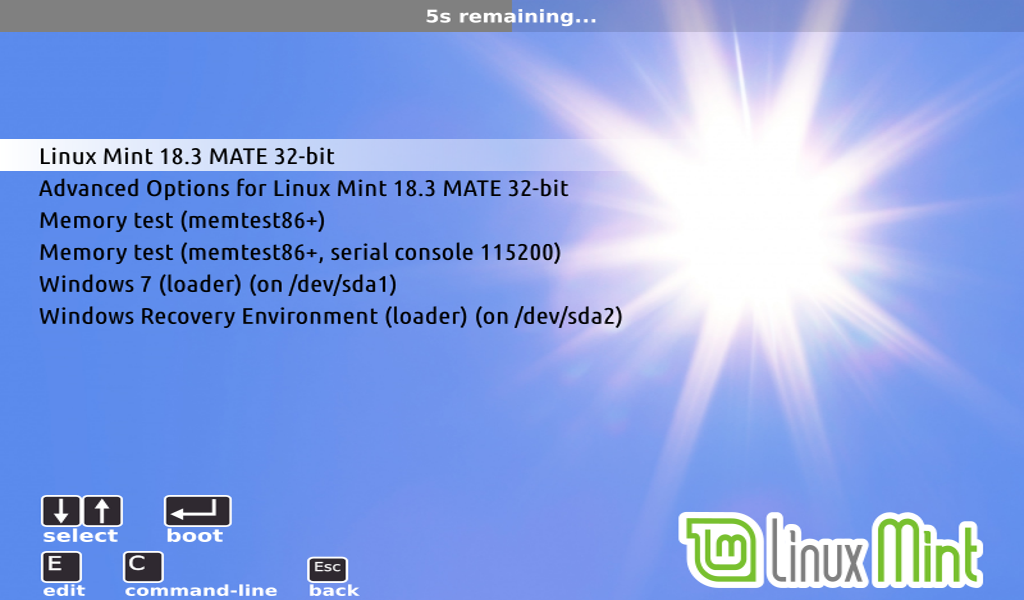 5s remaining...
Linux Mint 18.3 MATE 32-bit
Advanced Options for Linux Mint 18.3 MATE 32-bit
Memory test (memtest86+)
Memory test (memtest86+, serial console 115200)
Windows 7 (loader) (on /dev/sda1)
Windows Recovery Environment (loader) (on /dev/sda2)
select boot
E C Esc
edit command-line back
Linux Mint